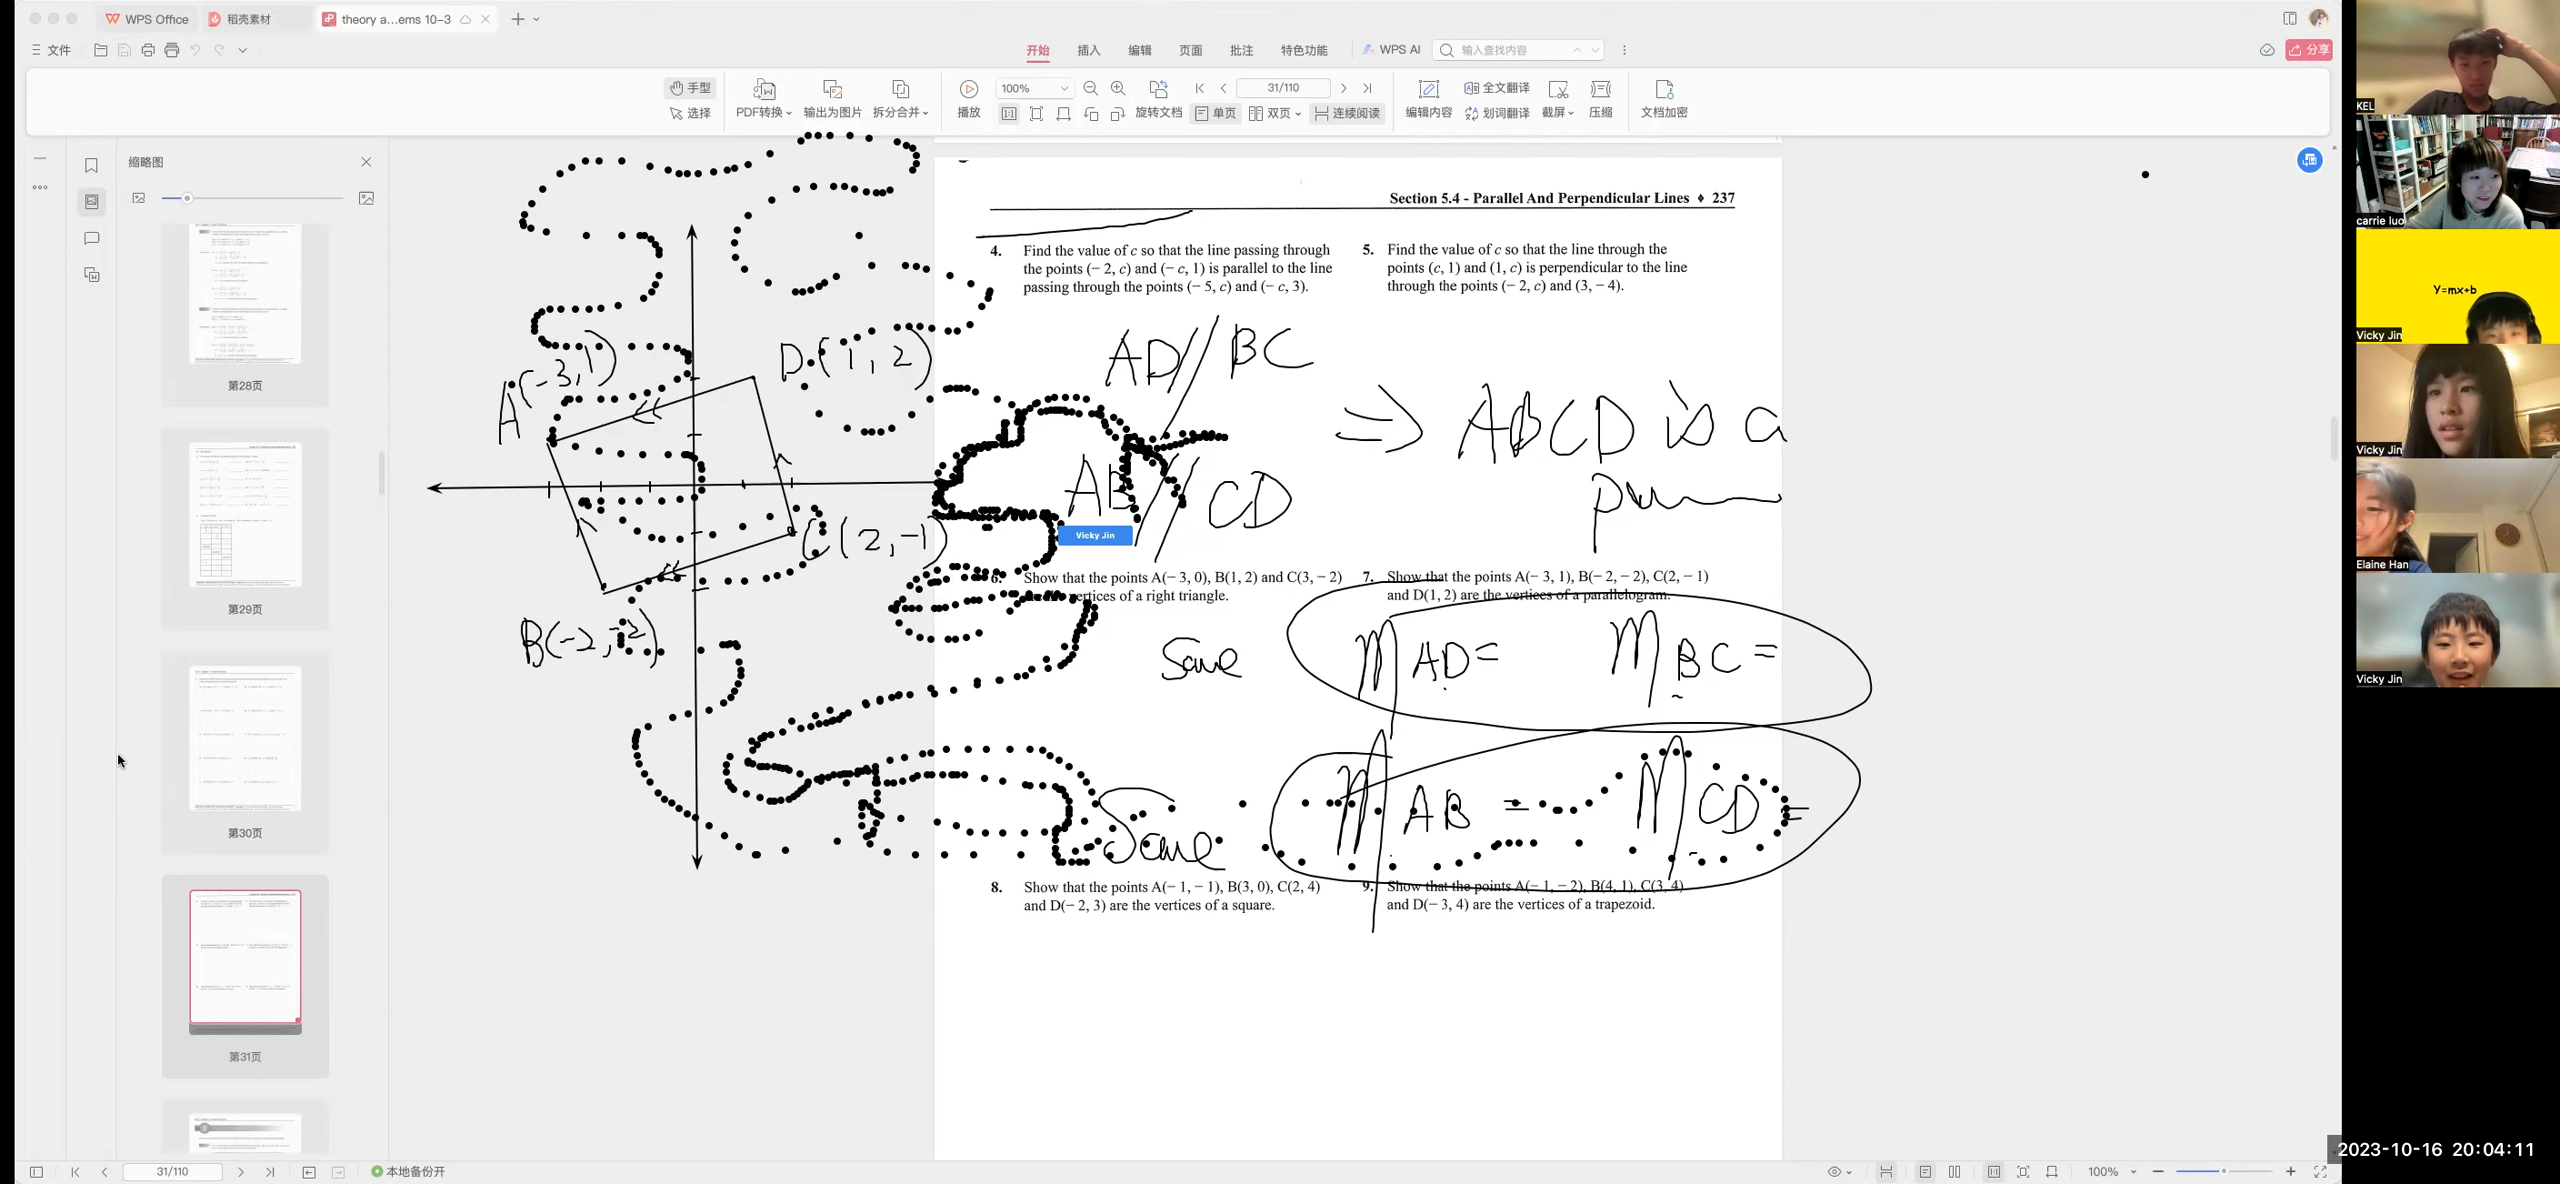 WPS Office
稻壳素材
theory a...ems 10-3
文件
开始
插入
编辑
页面
批注
特色功能
WPS AI
输入查找内容
分享
手型
选择
PDF转换
输出为图片
拆分合并
播放
100%
旋转文档
31/110
单页
双页
连续阅读
编辑内容
全文翻译
划词翻译
截屏
压缩
文档加密
缩略图
第28页
第29页
第30页
第31页
Section 5.4 - Parallel And Perpendicular Lines ♦ 237
4. Find the value of c so that the line passing through
the points (− 2, c) and (− c, 1) is parallel to the line
passing through the points (− 5, c) and (− c, 3).
5. Find the value of c so that the line through the
points (c, 1) and (1, c) is perpendicular to the line
through the points (− 2, c) and (3, − 4).
A(-3,1)
D(1,2)
C(2,-1)
B(-2,-2)
AD//BC
AB//CD
⇒ ABCD is a
Vicky Jin
6. Show that the points A(− 3, 0), B(1, 2) and C(3, − 2)
vertices of a right triangle.
7. Show that the points A(− 3, 1), B(− 2, − 2), C(2, − 1)
and D(1, 2) are the vertices of a parallelogram.
Same
m AD=
m BC=
Same
m AB =
m CD =
8. Show that the points A(− 1, − 1), B(3, 0), C(2, 4)
and D(− 2, 3) are the vertices of a square.
9. Show that the points A(− 1, − 2), B(4, 1), C(3, 4)
and D(− 3, 4) are the vertices of a trapezoid.
31/110
本地备份开
100%
KEL
carrie luo
Y=mx+b
Vicky Jin
Vicky Jin
Elaine Han
Vicky Jin
2023-10-16 20:04:11